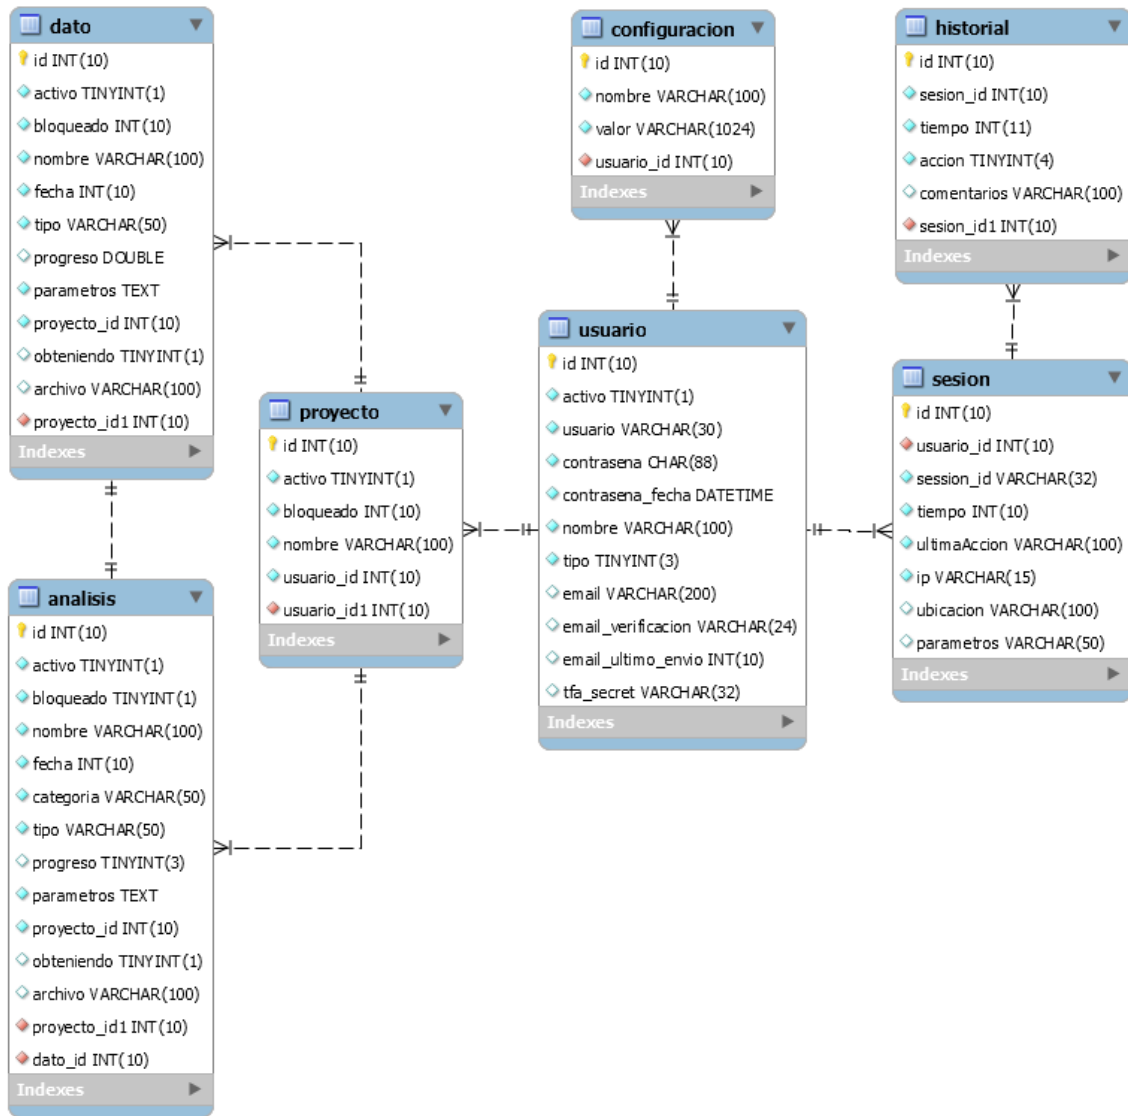 dato
id INT(10)
activo TINYINT(1)
bloqueado INT(10)
nombre VARCHAR(100)
fecha INT(10)
tipo VARCHAR(50)
progreso DOUBLE
parametros TEXT
proyecto_id INT(10)
obteniendo TINYINT(1)
archivo VARCHAR(100)
proyecto_id1 INT(10)
Indexes
analisis
id INT(10)
activo TINYINT(1)
bloqueado TINYINT(1)
nombre VARCHAR(100)
fecha INT(10)
categoria VARCHAR(50)
tipo VARCHAR(50)
progreso TINYINT(3)
parametros TEXT
proyecto_id INT(10)
obteniendo TINYINT(1)
archivo VARCHAR(100)
proyecto_id1 INT(10)
dato_id INT(10)
Indexes
proyecto
id INT(10)
activo TINYINT(1)
bloqueado INT(10)
nombre VARCHAR(100)
usuario_id INT(10)
usuario_id1 INT(10)
Indexes
configuracion
id INT(10)
nombre VARCHAR(100)
valor VARCHAR(1024)
usuario_id INT(10)
Indexes
usuario
id INT(10)
activo TINYINT(1)
usuario VARCHAR(30)
contrasena CHAR(88)
contrasena_fecha DATETIME
nombre VARCHAR(100)
tipo TINYINT(3)
email VARCHAR(200)
email_verificacion VARCHAR(24)
email_ultimo_envio INT(10)
tfa_secret VARCHAR(32)
Indexes
historial
id INT(10)
sesion_id INT(10)
tiempo INT(11)
accion TINYINT(4)
comentarios VARCHAR(100)
sesion_id1 INT(10)
Indexes
sesion
id INT(10)
usuario_id INT(10)
session_id VARCHAR(32)
tiempo INT(10)
ultimaAccion VARCHAR(100)
ip VARCHAR(15)
ubicacion VARCHAR(100)
parametros VARCHAR(50)
Indexes